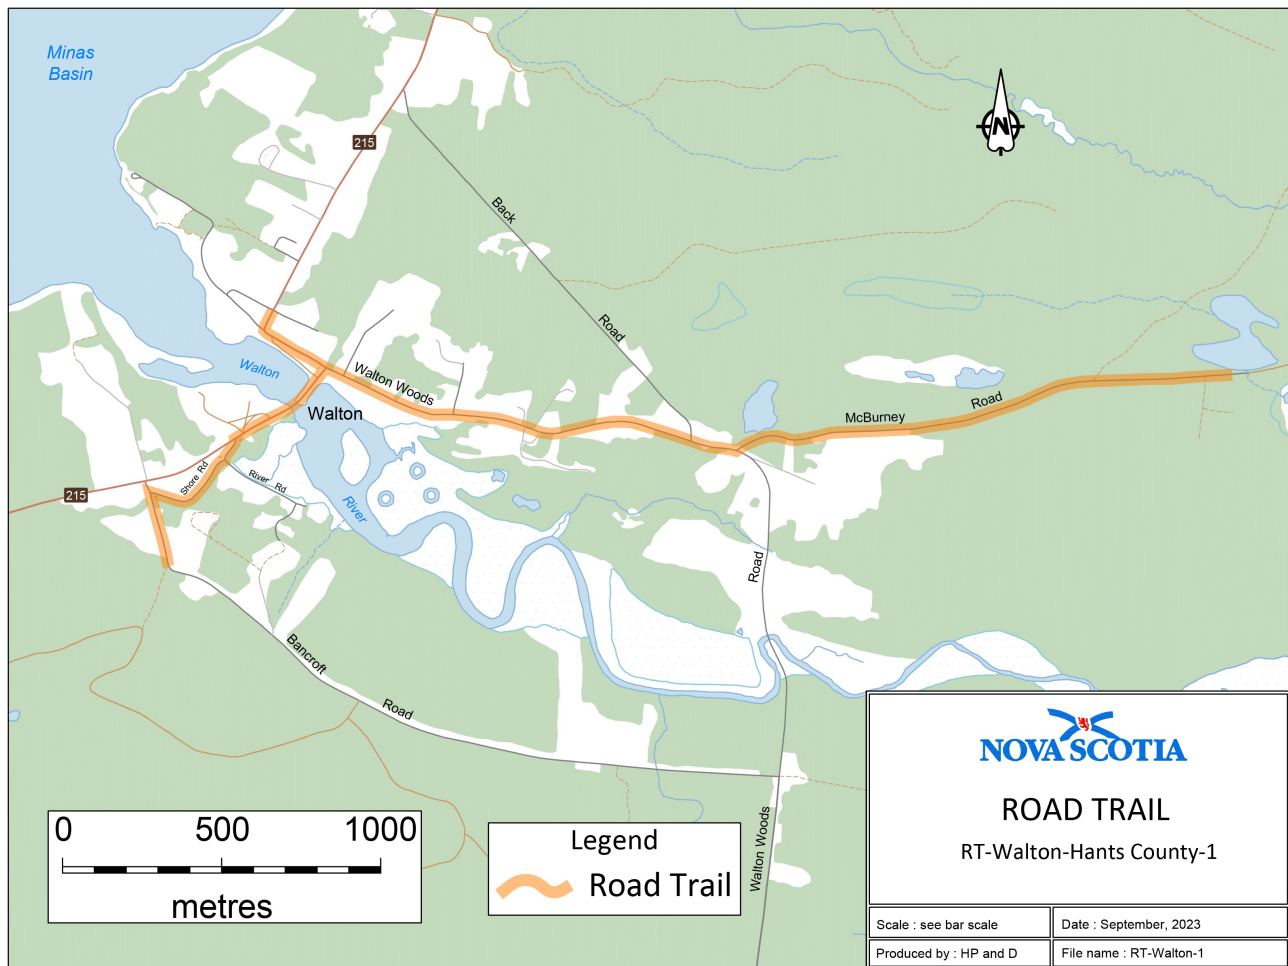 Minas
Basin
N
215
Back
Road
Walton
Walton Woods
Walton
McBurney
Road
Shore Rd
River Rd
215
River
Road
Bancroft
Road
Walton Woods
0 500 1000
metres
Legend
Road Trail
NOVA SCOTIA
ROAD TRAIL
RT-Walton-Hants County-1
Scale : see bar scale
Date : September, 2023
Produced by : HP and D
File name : RT-Walton-1